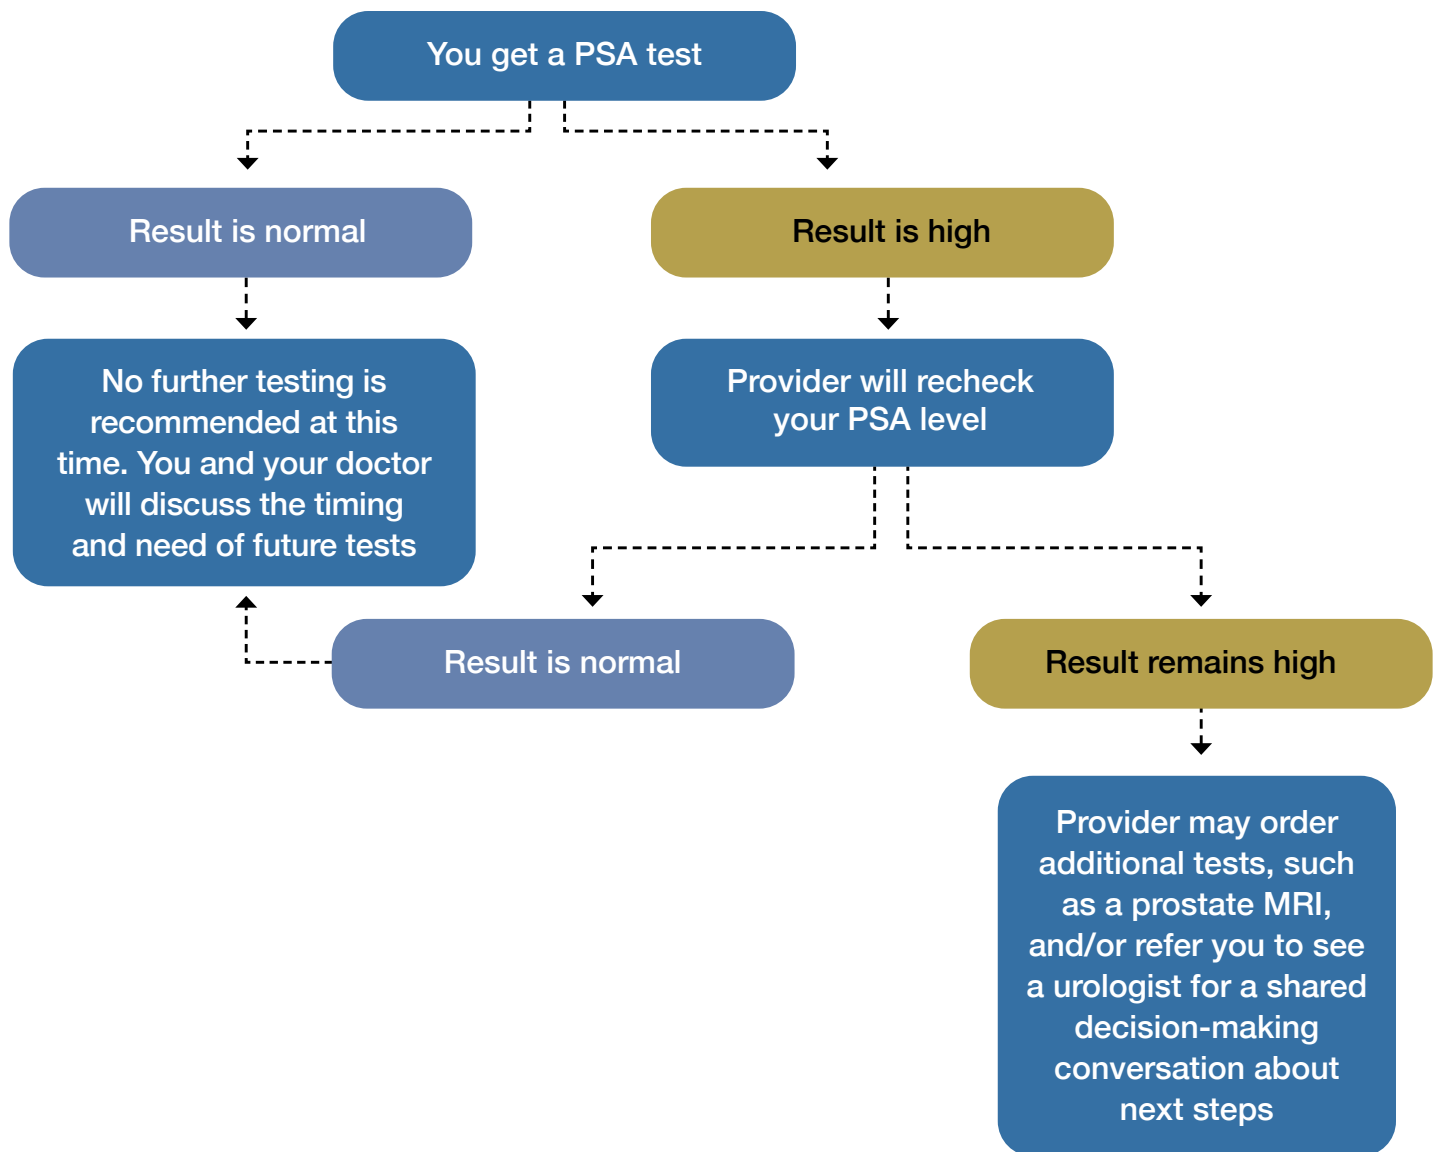 You get a PSA test
Result is normal
Result is high
No further testing is
recommended at this
time. You and your doctor
will discuss the timing
and need of future tests
Provider will recheck
your PSA level
Result is normal
Result remains high
Provider may order
additional tests, such
as a prostate MRI,
and/or refer you to see
a urologist for a shared
decision-making
conversation about
next steps